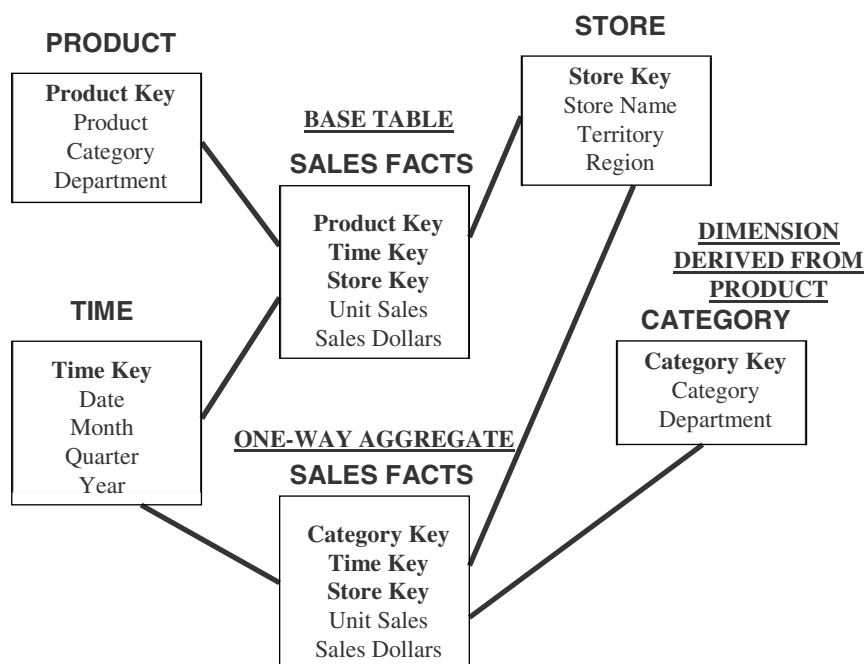 PRODUCT
Product Key
Product
Category
Department
STORE
Store Key
Store Name
Territory
Region
BASE TABLE
SALES FACTS
Product Key
Time Key
Store Key
Unit Sales
Sales Dollars
TIME
Time Key
Date
Month
Quarter
Year
DIMENSION
DERIVED FROM
PRODUCT
CATEGORY
Category Key
Category
Department
ONE-WAY AGGREGATE
SALES FACTS
Category Key
Time Key
Store Key
Unit Sales
Sales Dollars